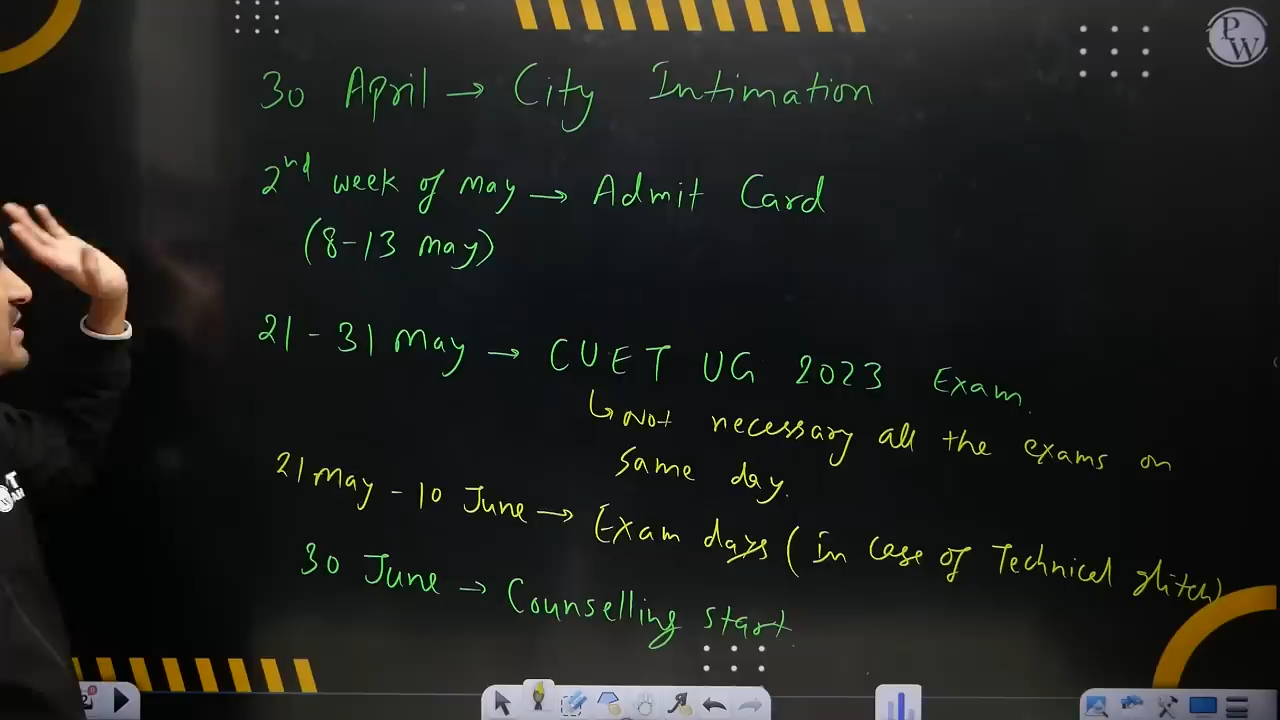 PW
30 April → City Intimation
2nd week of May → Admit Card
(8-13 May)
21 - 31 May → CUET UG 2023 Exam.
↳ Not necessary all the exams on
same day.
21 May - 10 June → Exam days (in case of Technical glitch)
30 June → Counselling start.